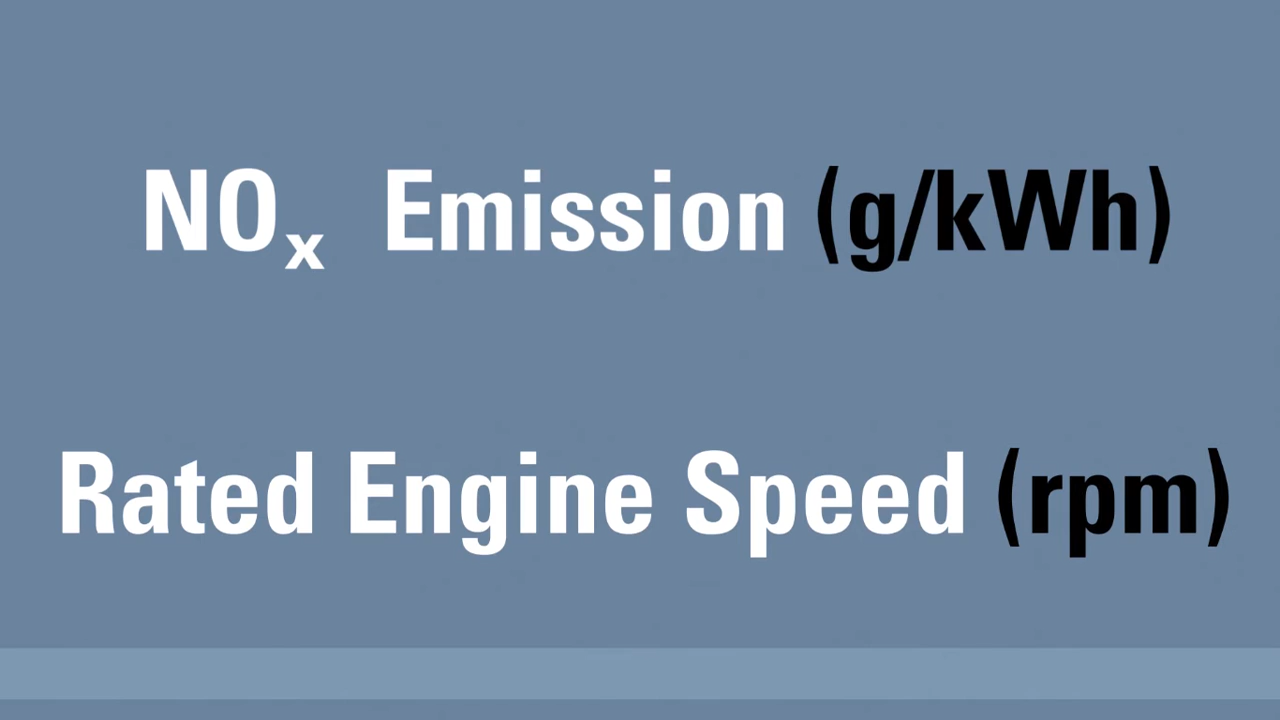 NOₓ Emission (g/kWh)
Rated Engine Speed (rpm)